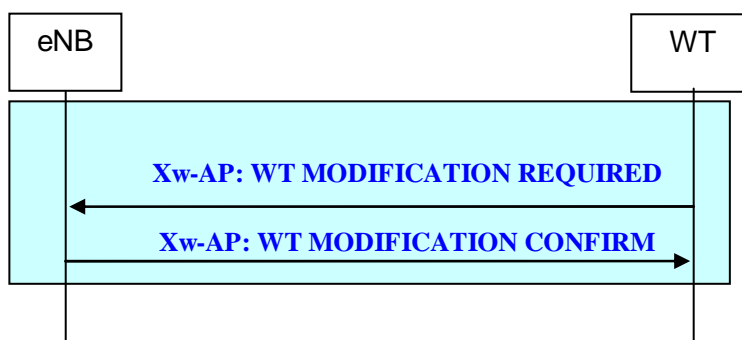 eNB
WT
Xw-AP: WT MODIFICATION REQUIRED
Xw-AP: WT MODIFICATION CONFIRM